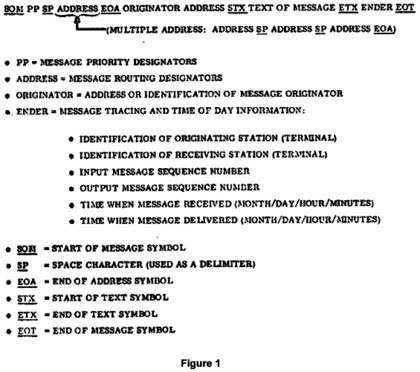 SOM PP SP ADDRESS EOA ORIGINATOR ADDRESS STX TEXT OF MESSAGE ETX ENDER EOT
(MULTIPLE ADDRESS: ADDRESS SP ADDRESS SP ADDRESS EOA)
• PP = MESSAGE PRIORITY DESIGNATORS
• ADDRESS = MESSAGE ROUTING DESIGNATORS
• ORIGINATOR = ADDRESS OR IDENTIFICATION OF MESSAGE ORIGINATOR
• ENDER = MESSAGE TRACING AND TIME OF DAY INFORMATION:
• IDENTIFICATION OF ORIGINATING STATION (TERMINAL)
• IDENTIFICATION OF RECEIVING STATION (TERMINAL)
• INPUT MESSAGE SEQUENCE NUMBER
• OUTPUT MESSAGE SEQUENCE NUMBER
• TIME WHEN MESSAGE RECEIVED (MONTH/DAY/HOUR/MINUTES)
• TIME WHEN MESSAGE DELIVERED (MONTH/DAY/HOUR/MINUTES)
• SOM = START OF MESSAGE SYMBOL
• SP = SPACE CHARACTER (USED AS A DELIMITER)
• EOA = END OF ADDRESS SYMBOL
• STX = START OF TEXT SYMBOL
• ETX = END OF TEXT SYMBOL
• EOT = END OF MESSAGE SYMBOL
Figure 1